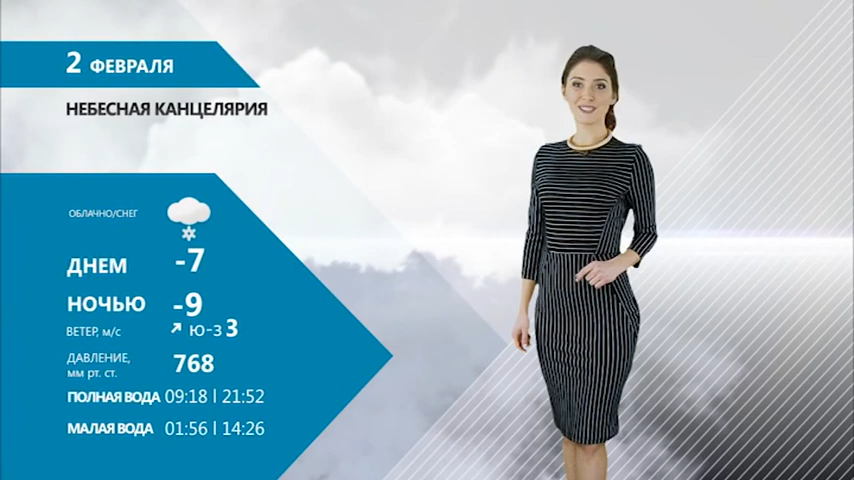 2 ФЕВРАЛЯ
НЕБЕСНАЯ КАНЦЕЛЯРИЯ
ОБЛАЧНО/СНЕГ
ДНЕМ -7
НОЧЬЮ -9
ВЕТЕР, м/с Ю-З 3
ДАВЛЕНИЕ, мм рт. ст. 768
ПОЛНАЯ ВОДА 09:18 | 21:52
МАЛАЯ ВОДА 01:56 | 14:26